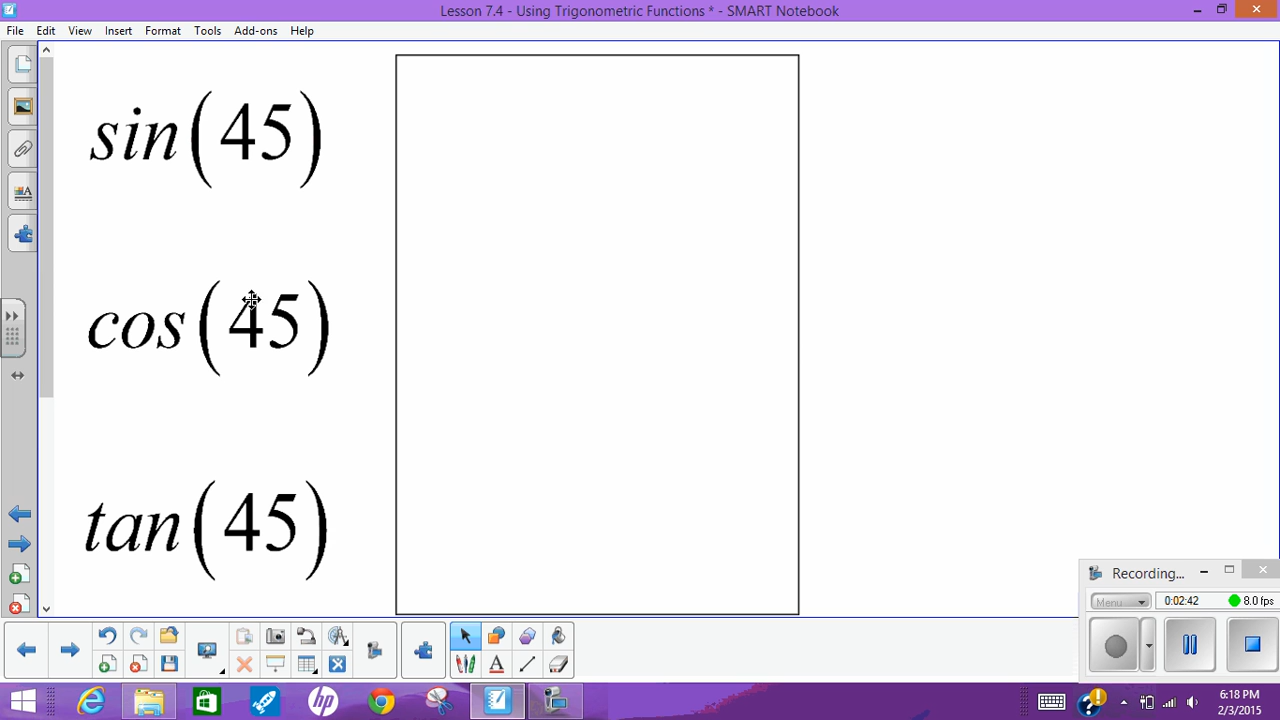 Lesson 7.4 - Using Trigonometric Functions * - SMART Notebook
File Edit View Insert Format Tools Add-ons Help
sin(45)
cos(45)
tan(45)
Recording...
Menu 0:02:42 8.0 fps
6:18 PM
2/3/2015